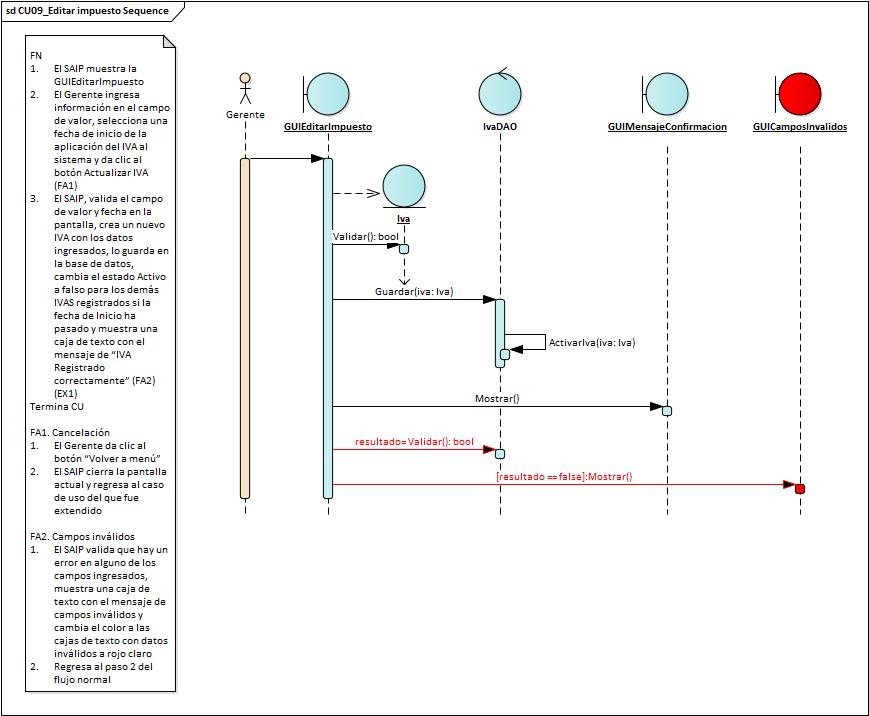 sd CU09_Editar impuesto Sequence
FN
1. El SAIP muestra la
GUIEditarImpuesto
2. El Gerente ingresa
información en el campo
de valor, selecciona una
fecha de inicio de la
aplicación del IVA al
sistema y da clic al
botón Actualizar IVA
(FA1)
3. El SAIP, valida el campo
de valor y fecha en la
pantalla, crea un nuevo
IVA con los datos
ingresados, lo guarda en
la base de datos,
cambia el estado Activo
a falso para los demás
IVAS registrados si la
fecha de Inicio ha
pasado y muestra una
caja de texto con el
mensaje de “IVA
Registrado
correctamente” (FA2)
(EX1)
Termina CU
FA1. Cancelación
1. El Gerente da clic al
botón “Volver a menú”
2. El SAIP cierra la pantalla
actual y regresa al caso
de uso del que fue
extendido
FA2. Campos inválidos
1. El SAIP valida que hay un
error en alguno de los
campos ingresados,
muestra una caja de
texto con el mensaje de
campos inválidos y
cambia el color a las
cajas de texto con datos
inválidos a rojo claro
2. Regresa al paso 2 del
flujo normal
Gerente
GUIEditarImpuesto
IvaDAO
GUIMensajeConfirmacion
GUICamposInvalidos
Iva
Validar(): bool
Guardar(iva: Iva)
ActivarIva(iva: Iva)
Mostrar()
resultado= Validar(): bool
[resultado ==false]:Mostrar()